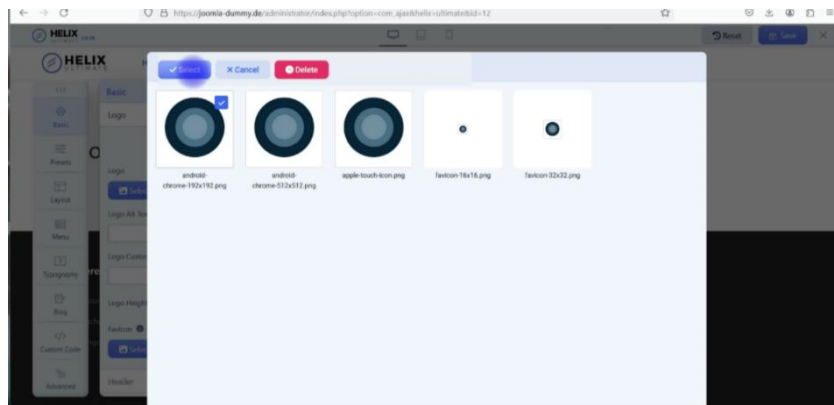 https://joomla-dummy.de/administrator/index.php?option=com_ajax&helix=ultimate&id=12
HELIX
Reset
Save
HELIX
ULTIMATE
Select
Cancel
Delete
Basic
Basic
Logo
Presets
Logo
Layout
Logo Alt
Menu
Typography
Logo Height
Blog
Favicon
Custom Code
Advanced
Header
android-
chrome-192x192.png
android-
chrome-512x512.png
apple-touch-icon.png
favicon-16x16.png
favicon-32x32.png